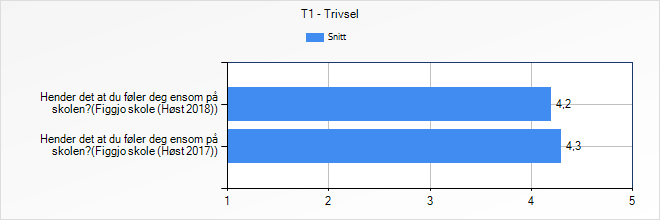 T1 - Trivsel
Snitt
Hender det at du føler deg ensom på
skolen?(Figgjo skole (Høst 2018))
4,2
Hender det at du føler deg ensom på
skolen?(Figgjo skole (Høst 2017))
4,3
1 2 3 4 5